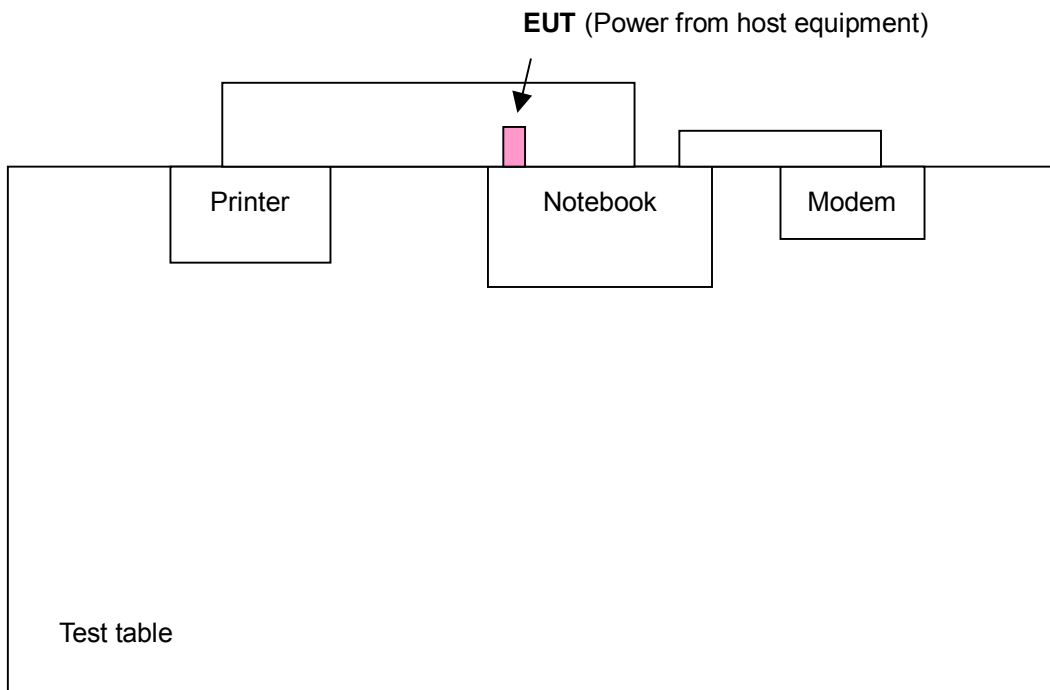 EUT (Power from host equipment)
Printer
Notebook
Modem
Test table